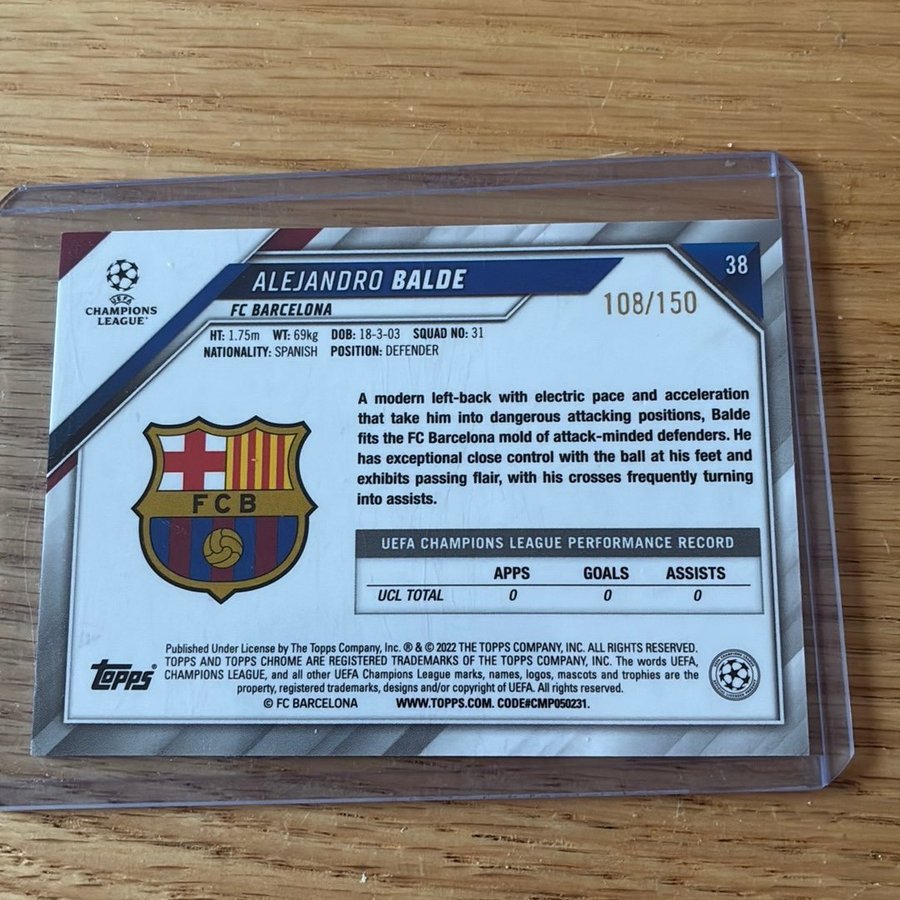 38
UEFA
CHAMPIONS
LEAGUE
ALEJANDRO BALDE
FC BARCELONA
108/150
HT: 1.75m WT: 69kg DOB: 18-3-03 SQUAD NO: 31
NATIONALITY: SPANISH POSITION: DEFENDER
A modern left-back with electric pace and acceleration
that take him into dangerous attacking positions, Balde
fits the FC Barcelona mold of attack-minded defenders. He
has exceptional close control with the ball at his feet and
exhibits passing flair, with his crosses frequently turning
into assists.
FCB
UEFA CHAMPIONS LEAGUE PERFORMANCE RECORD
APPS GOALS ASSISTS
UCL TOTAL 0 0 0
Published Under License by The Topps Company, Inc. ® & © 2022 THE TOPPS COMPANY, INC. ALL RIGHTS RESERVED.
TOPPS AND TOPPS CHROME ARE REGISTERED TRADEMARKS OF THE TOPPS COMPANY, INC. The words UEFA,
CHAMPIONS LEAGUE, and all other UEFA Champions League marks, names, logos, mascots and trophies are the
property, registered trademarks, designs and/or copyright of UEFA. All rights reserved.
© FC BARCELONA WWW.TOPPS.COM. CODE#CMP050231.
Topps